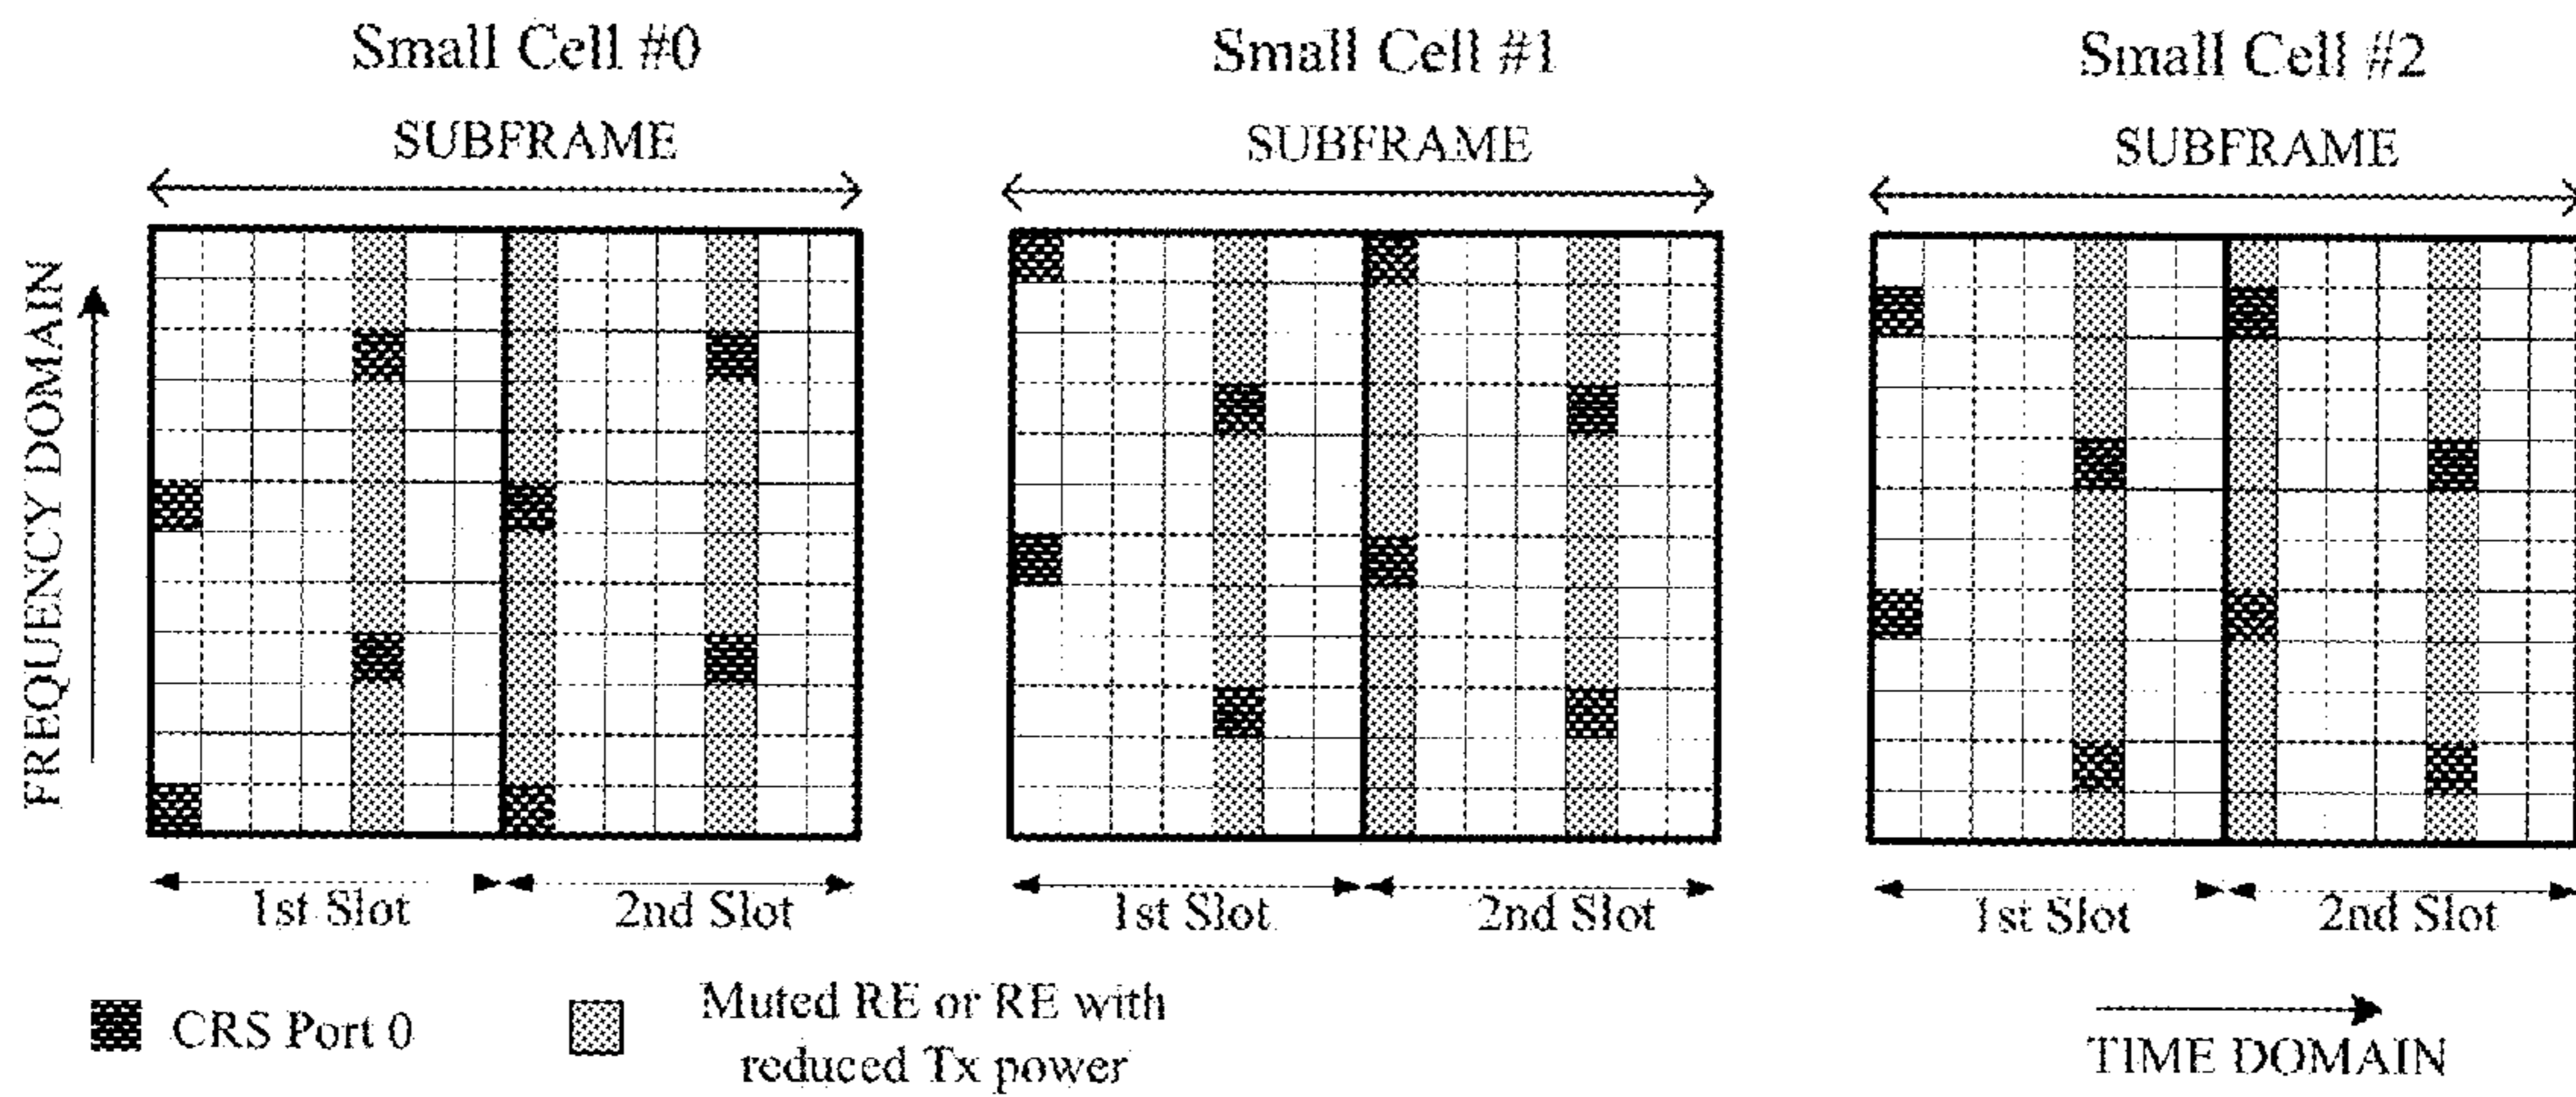 Small Cell #0
Small Cell #1
Small Cell #2
SUBFRAME
SUBFRAME
SUBFRAME
FREQUENCY DOMAIN
1st Slot
2nd Slot
1st Slot
2nd Slot
1st Slot
2nd Slot
CRS Port 0
Muted RE or RE with
reduced Tx power
TIME DOMAIN